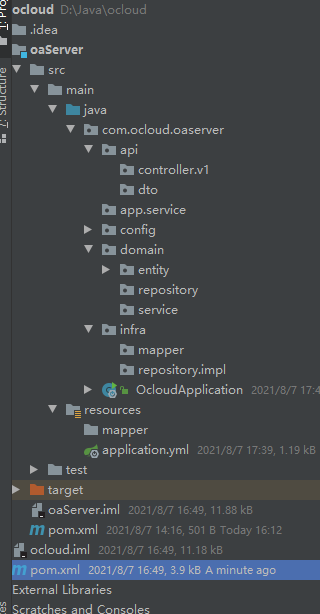 ocloud D:\Java\ocloud
.idea
oaServer
src
main
java
com.ocloud.oaserver
api
controller.v1
dto
app.service
config
domain
entity
repository
service
infra
mapper
repository.impl
OcloudApplication 2021/8/7 17:4
resources
mapper
application.yml 2021/8/7 17:39, 1.19 kB
test
target
oaServer.iml 2021/8/7 16:49, 11.88 kB
pom.xml 2021/8/7 14:16, 501 B Today 16:12
ocloud.iml 2021/8/7 16:49, 11.18 kB
pom.xml 2021/8/7 16:49, 3.9 kB A minute ago
External Libraries
Scratches and Consoles
7: Structure